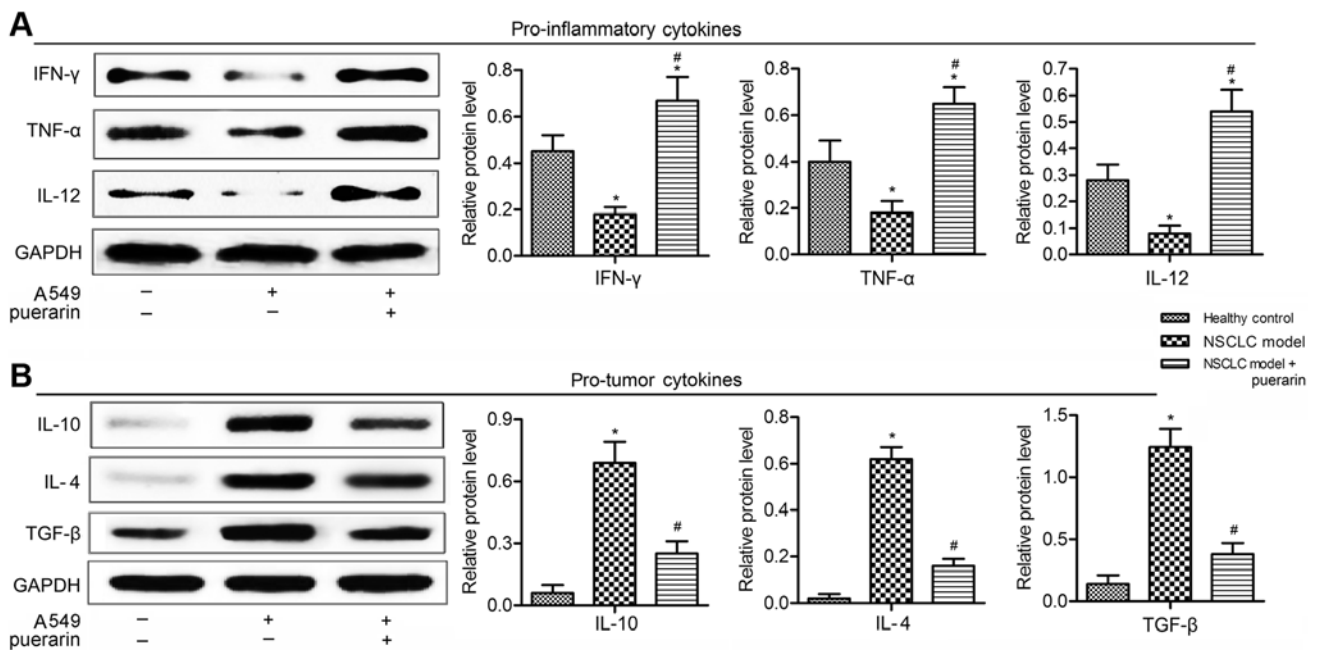 A
Pro-inflammatory cytokines
IFN-γ
TNF-α
IL-12
GAPDH
A549 – + +
puerarin – – +
Relative protein level
0.8
0.6
0.4
0.2
0.0
*
#
*
IFN-γ
Relative protein level
0.8
0.6
0.4
0.2
0.0
*
#
*
TNF-α
Relative protein level
0.7
0.6
0.5
0.4
0.3
0.2
0.1
0.0
*
#
*
IL-12
Healthy control
NSCLC model
NSCLC model +
puerarin
B
Pro-tumor cytokines
IL-10
IL-4
TGF-β
GAPDH
A549 – + +
puerarin – – +
Relative protein level
0.9
0.6
0.3
0.0
*
#
IL-10
Relative protein level
0.8
0.6
0.4
0.2
0.0
*
#
IL-4
Relative protein level
1.5
1.0
0.5
0.0
*
#
TGF-β